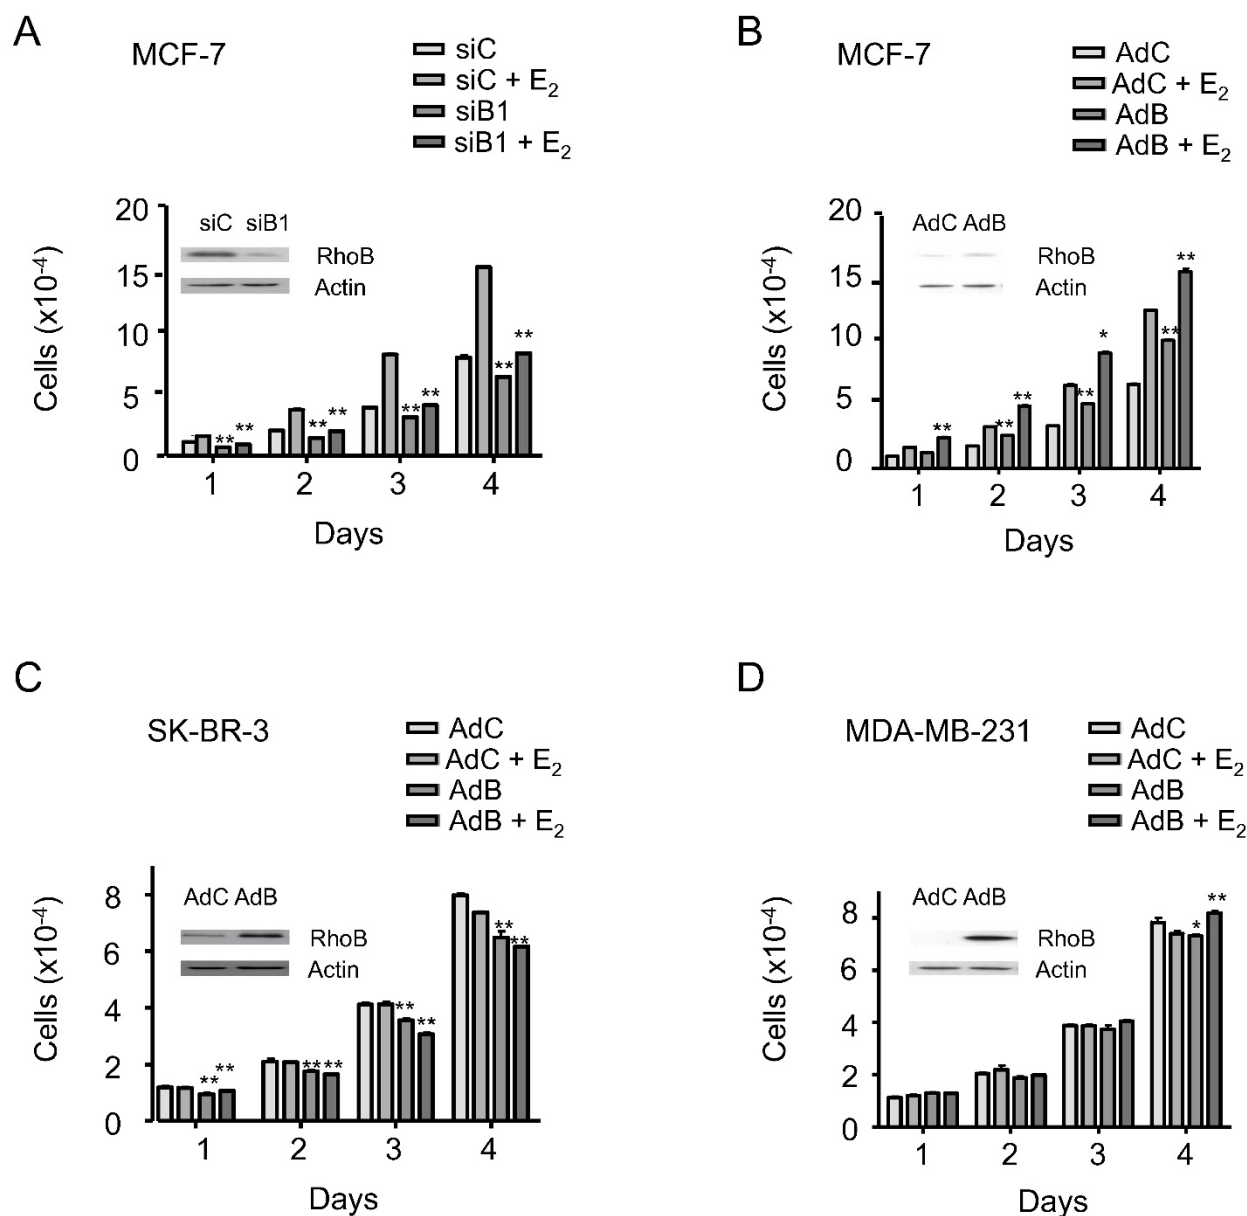 A
MCF-7
siC
siC + E₂
siB1
siB1 + E₂
20
15
10
5
0
Cells (x10⁻⁴)
siC siB1
RhoB
Actin
** ** ** ** ** ** ** **
1 2 3 4
Days
B
MCF-7
AdC
AdC + E₂
AdB
AdB + E₂
20
15
10
5
0
Cells (x10⁻⁴)
AdC AdB
RhoB
Actin
** ** ** ** * ** **
1 2 3 4
Days
C
SK-BR-3
AdC
AdC + E₂
AdB
AdB + E₂
8
6
4
2
0
Cells (x10⁻⁴)
AdC AdB
RhoB
Actin
** ** ** ** ** ** ** **
1 2 3 4
Days
D
MDA-MB-231
AdC
AdC + E₂
AdB
AdB + E₂
8
6
4
2
0
Cells (x10⁻⁴)
AdC AdB
RhoB
Actin
* **
1 2 3 4
Days